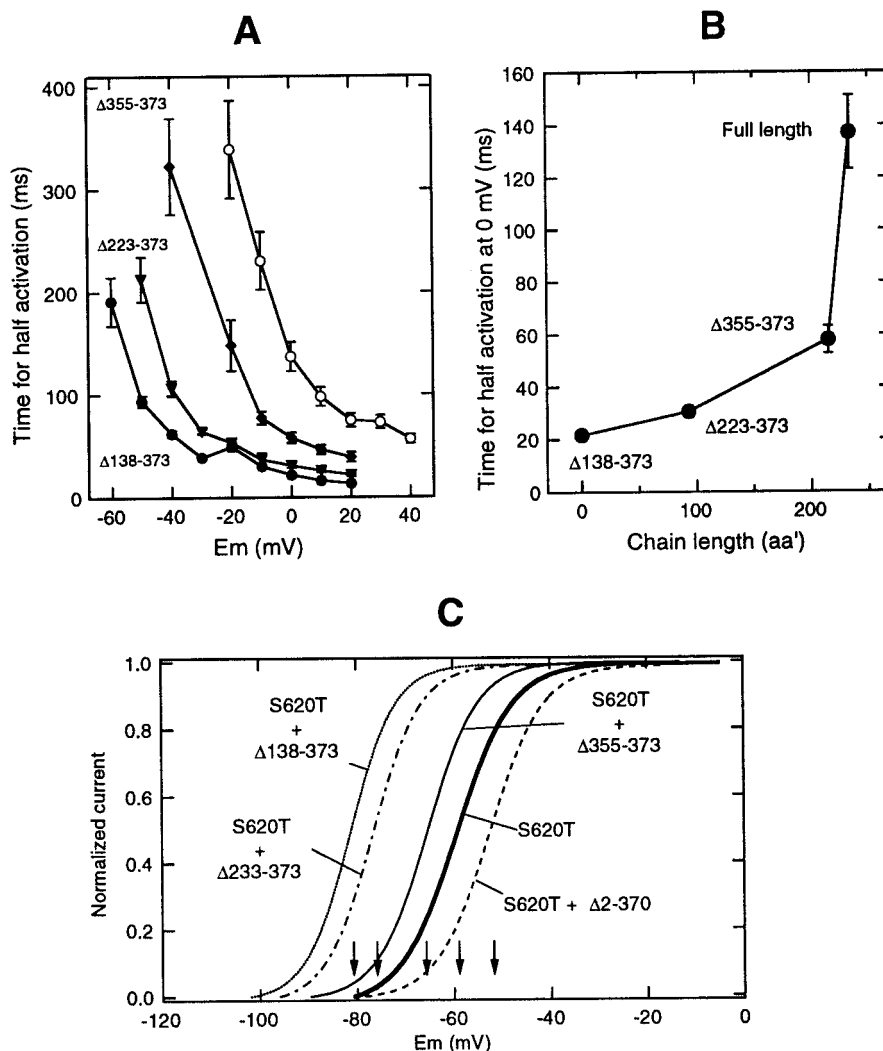 A
Time for half activation (ms)
400
300
200
100
0
Δ355-373
Δ223-373
Δ138-373
-60
-40
-20
0
20
40
Em (mV)
B
Time for half activation at 0 mV (ms)
160
140
120
100
80
60
40
20
0
Full length
Δ355-373
Δ223-373
Δ138-373
0
100
200
Chain length (aa')
C
Normalized current
1.0
0.8
0.6
0.4
0.2
0.0
S620T
+
Δ138-373
S620T
+
Δ233-373
S620T
+
Δ355-373
S620T
S620T + Δ2-370
-120
-100
-80
-60
-40
-20
0
Em (mV)